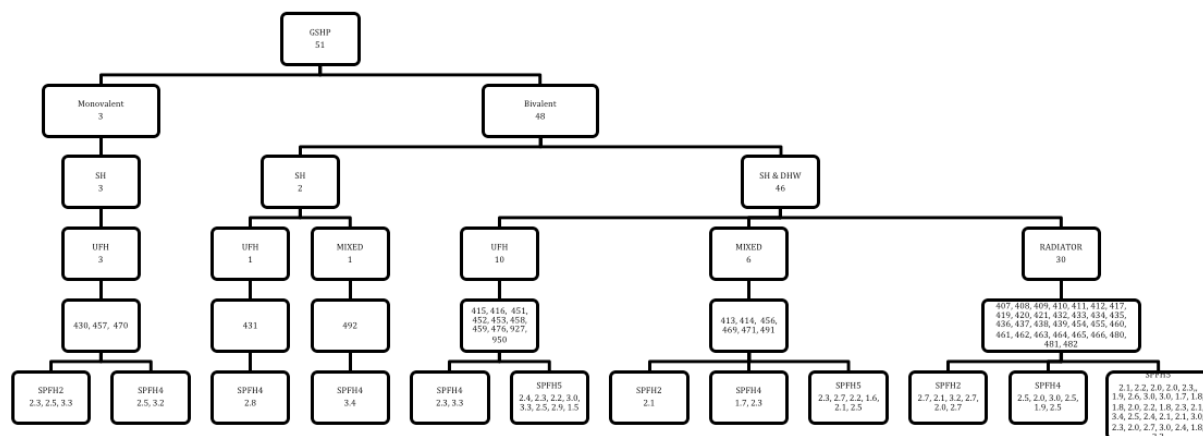 GSHP
51
Monovalent
3
Bivalent
48
SH
3
SH
2
SH & DHW
46
UFH
3
UFH
1
MIXED
1
UFH
10
MIXED
6
RADIATOR
30
430, 457, 470
431
492
415, 416, 451,
452, 453, 458,
459, 476, 927,
950
413, 414, 456,
469, 471, 491
407, 408, 409, 410, 411, 412, 417,
419, 420, 421, 432, 433, 434, 435,
436, 437, 438, 439, 454, 455, 460,
461, 462, 463, 464, 465, 466, 480,
481, 482
SPFH2
2.3, 2.5, 3.3
SPFH4
2.5, 3.2
SPFH4
2.8
SPFH4
3.4
SPFH4
2.3, 3.3
SPFH5
2.4, 2.3, 2.2, 3.0,
3.3, 2.5, 2.9, 1.5
SPFH2
2.1
SPFH4
1.7, 2.3
SPFH5
2.3, 2.7, 2.2, 1.6,
2.1, 2.5
SPFH2
2.7, 2.1, 3.2, 2.7,
2.0, 2.7
SPFH4
2.5, 2.0, 3.0, 2.5,
1.9, 2.5
SPFH5
2.1, 2.2, 2.0, 2.0, 2.3,,
1.9, 2.6, 3.0, 3.0, 1.7, 1.8,
1.8, 2.0, 2.2, 1.8, 2.3, 2.1,
3.4, 2.5, 2.4, 2.1, 2.1, 3.0,
2.3, 2.0, 2.7, 3.0, 2.4, 1.8,